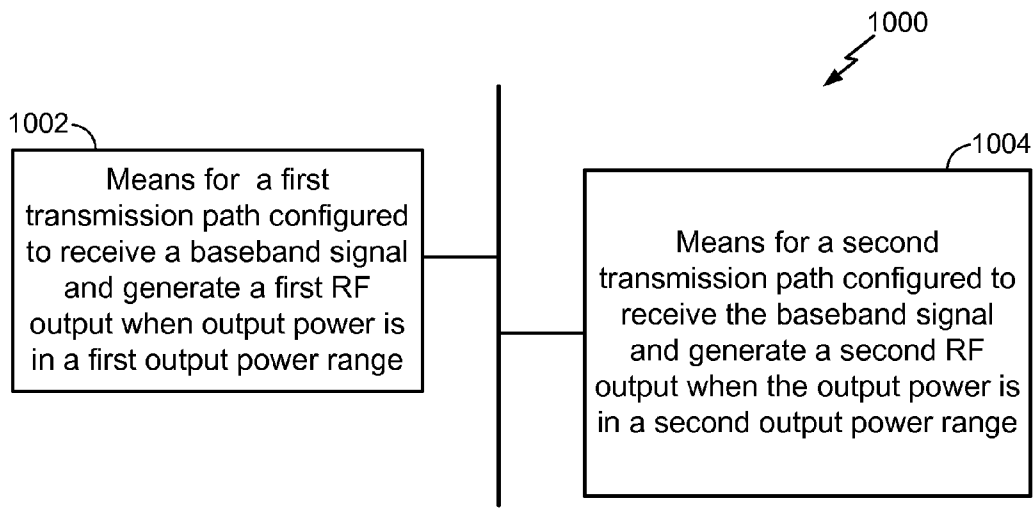 1000
1002
Means for a first
transmission path configured
to receive a baseband signal
and generate a first RF
output when output power is
in a first output power range
1004
Means for a second
transmission path configured to
receive the baseband signal
and generate a second RF
output when the output power is
in a second output power range